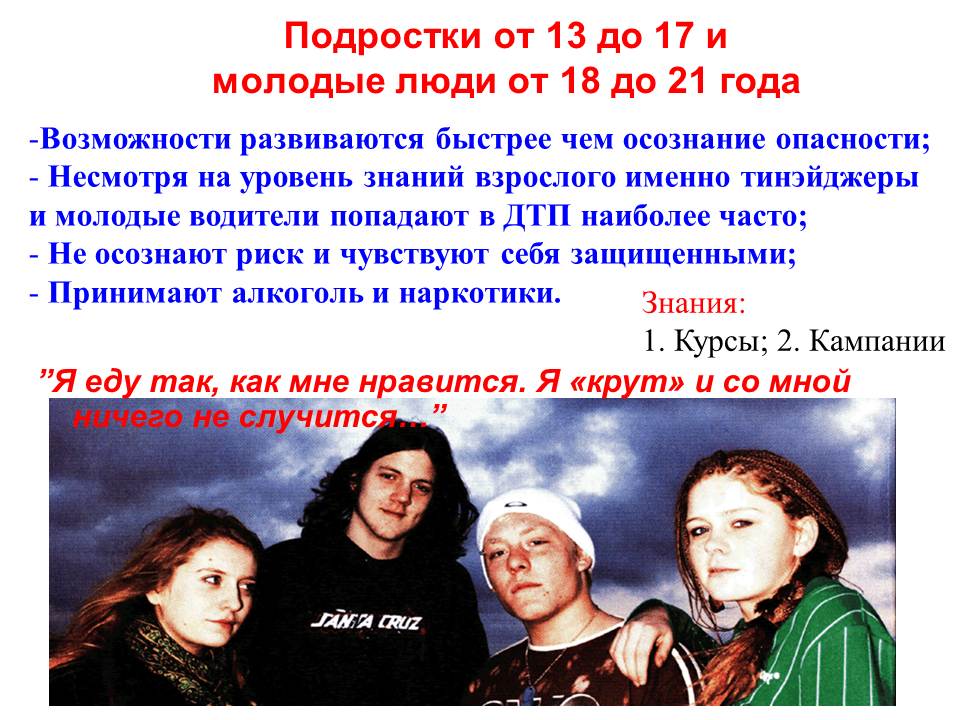 Подростки от 13 до 17 и
молодые люди от 18 до 21 года
-Возможности развиваются быстрее чем осознание опасности;
- Несмотря на уровень знаний взрослого именно тинэйджеры
и молодые водители попадают в ДТП наиболее часто;
- Не осознают риск и чувствуют себя защищенными;
- Принимают алкоголь и наркотики.
Знания:
1. Курсы; 2. Кампании
”Я еду так, как мне нравится. Я «крут» и со мной
ничего не случится…”
SANTA CRUZ